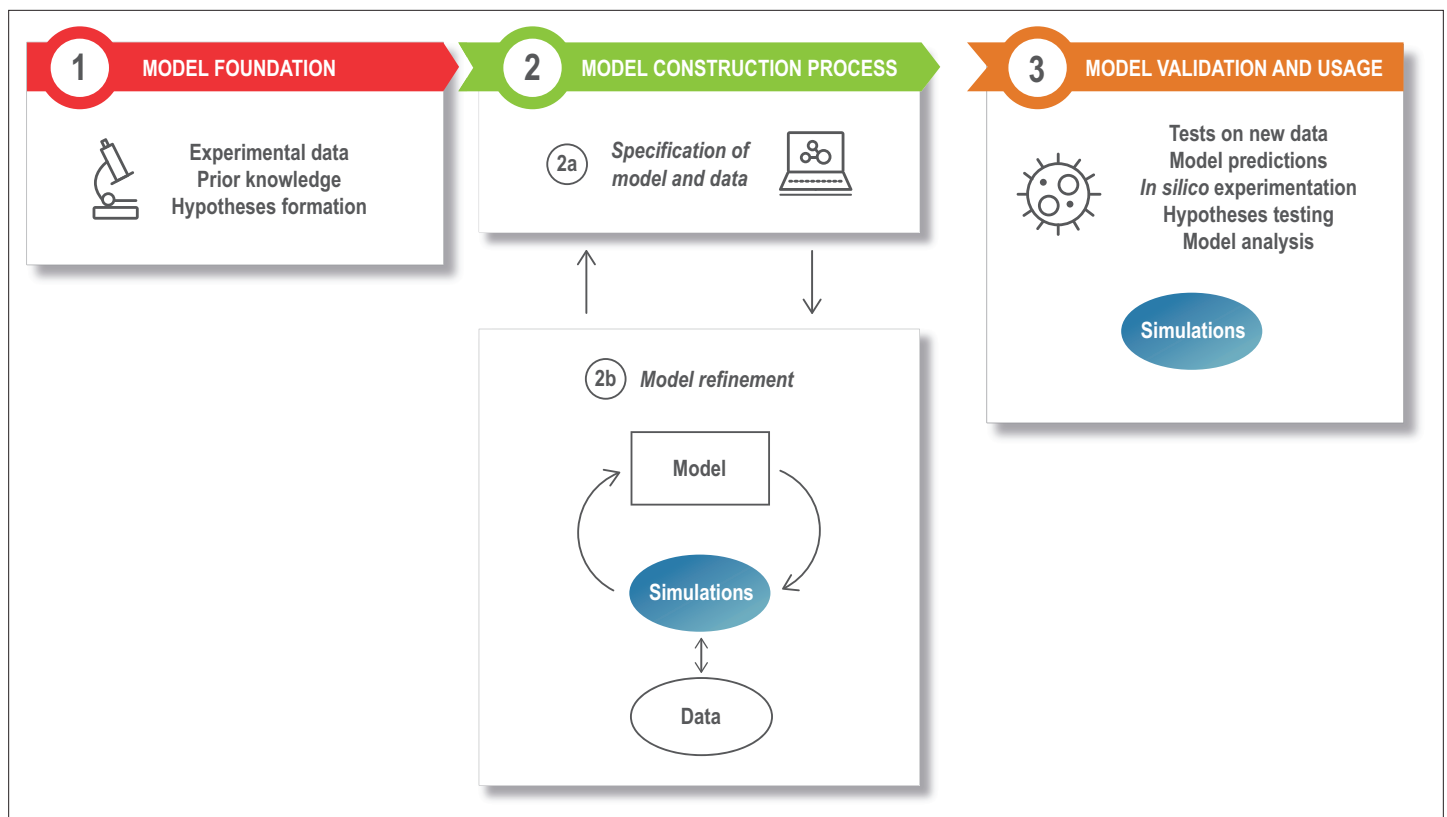 1
MODEL FOUNDATION
Experimental data
Prior knowledge
Hypotheses formation
2
MODEL CONSTRUCTION PROCESS
2a
Specification of
model and data
2b
Model refinement
Model
Simulations
Data
3
MODEL VALIDATION AND USAGE
Tests on new data
Model predictions
In silico experimentation
Hypotheses testing
Model analysis
Simulations